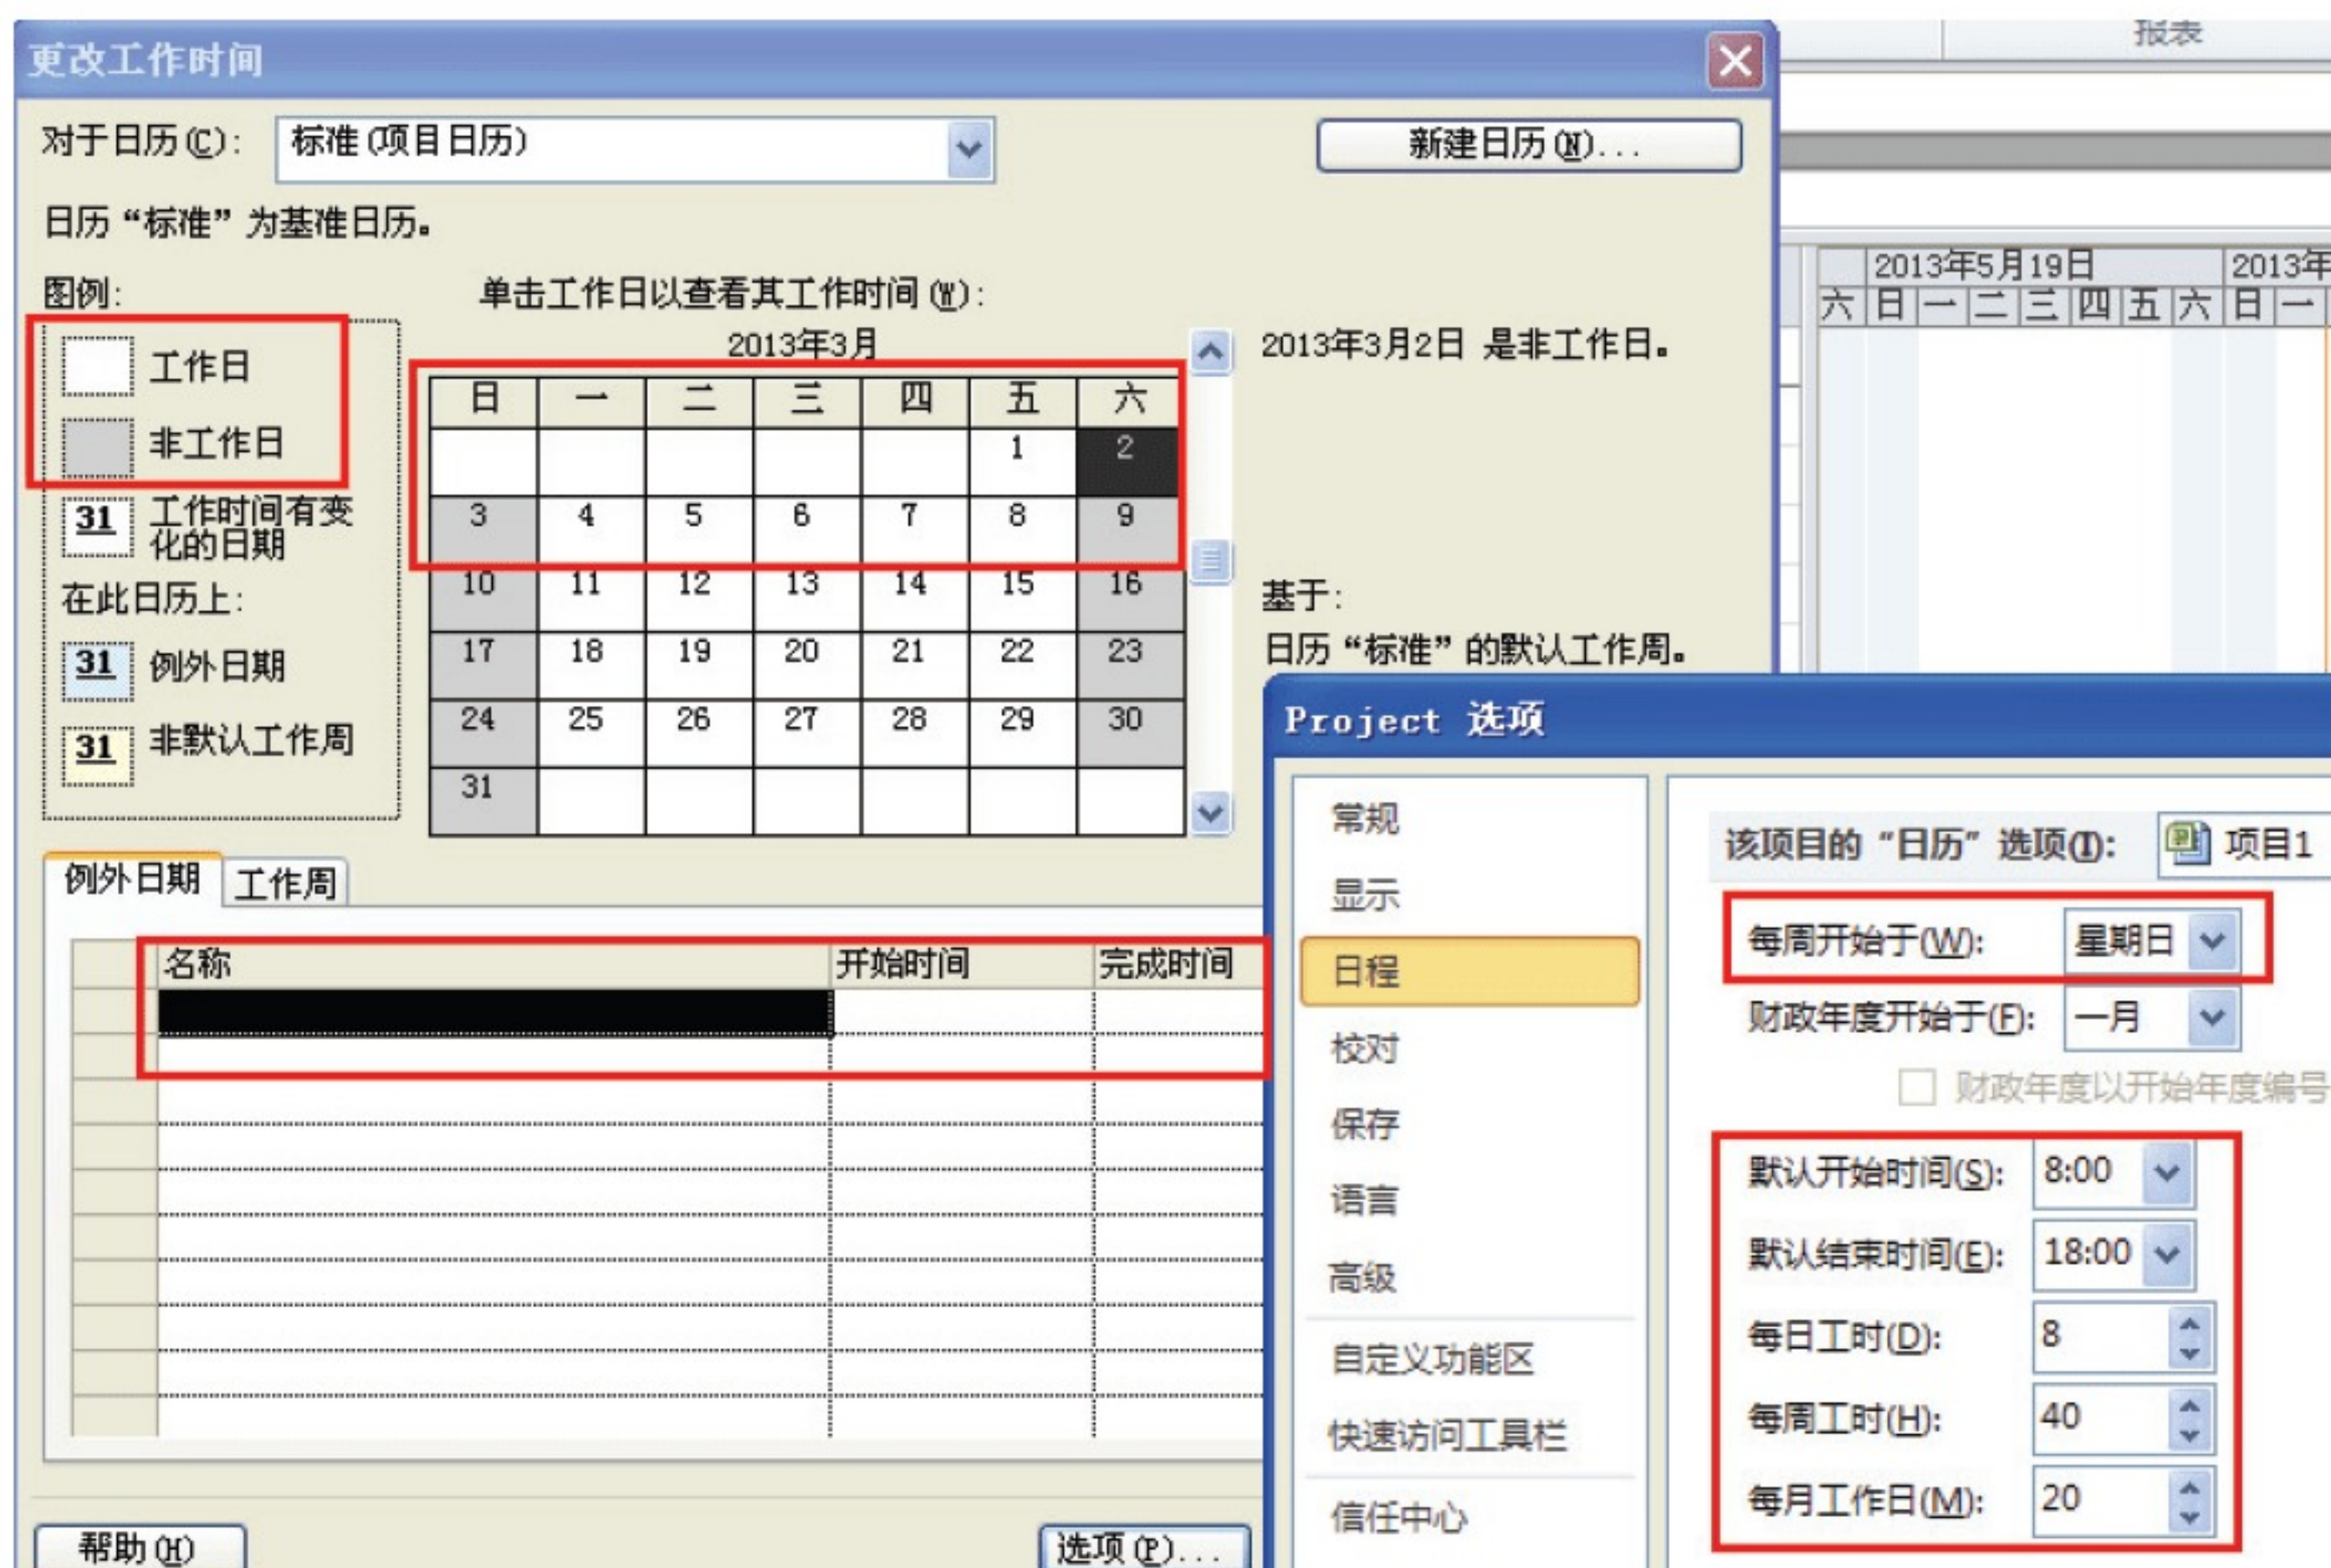 更改工作时间
报表
对于日历(C): 标准(项目日历) 新建日历(N)...
日历“标准”为基准日历。
图例:
单击工作日以查看其工作时间(W):
工作日
非工作日
31 工作时间有变
化的日期
在此日历上:
31 例外日期
31 非默认工作周
2013年3月
日 一 二 三 四 五 六
1 2
3 4 5 6 7 8 9
10 11 12 13 14 15 16
17 18 19 20 21 22 23
24 25 26 27 28 29 30
31
2013年3月2日 是非工作日。
基于:
日历“标准”的默认工作周。
2013年5月19日 2013年
六 日 一 二 三 四 五 六 日 一
例外日期 工作周
名称 开始时间 完成时间
帮助(H) 选项(P)...
Project 选项
常规
显示
日程
校对
保存
语言
高级
自定义功能区
快速访问工具栏
信任中心
该项目的“日历”选项(I): 项目1
每周开始于(W): 星期日
财政年度开始于(F): 一月
财政年度以开始年度编号
默认开始时间(S): 8:00
默认结束时间(E): 18:00
每日工时(D): 8
每周工时(H): 40
每月工作日(M): 20